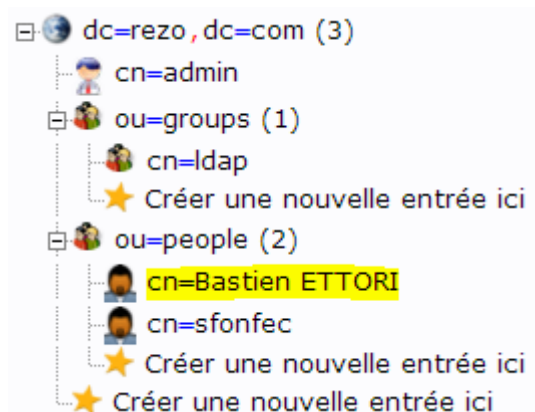 dc=rezo,dc=com (3)
cn=admin
ou=groups (1)
cn=ldap
Créer une nouvelle entrée ici
ou=people (2)
cn=Bastien ETTORI
cn=sfonfec
Créer une nouvelle entrée ici
Créer une nouvelle entrée ici